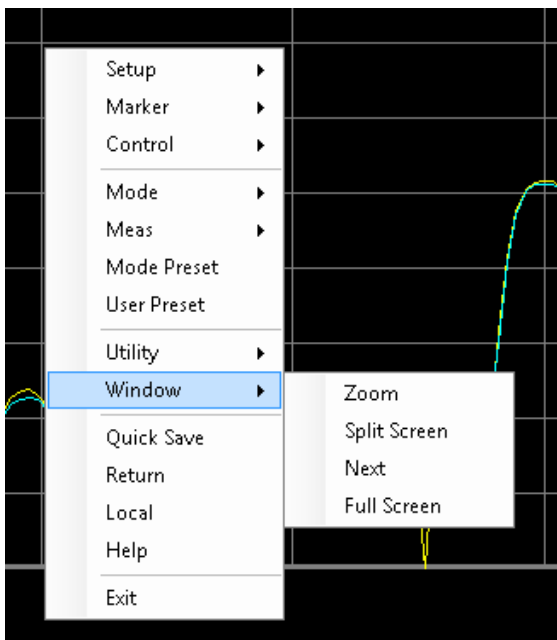 Setup
Marker
Control
Mode
Meas
Mode Preset
User Preset
Utility
Window
Zoom
Split Screen
Next
Full Screen
Quick Save
Return
Local
Help
Exit